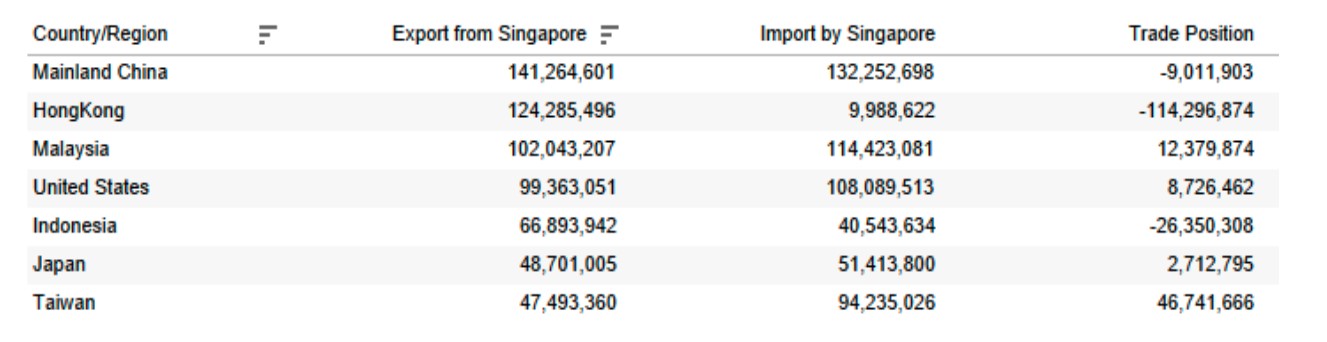 Country/Region Export from Singapore Import by Singapore Trade Position
Mainland China 141,264,601 132,252,698 -9,011,903
HongKong 124,285,496 9,988,622 -114,296,874
Malaysia 102,043,207 114,423,081 12,379,874
United States 99,363,051 108,089,513 8,726,462
Indonesia 66,893,942 40,543,634 -26,350,308
Japan 48,701,005 51,413,800 2,712,795
Taiwan 47,493,360 94,235,026 46,741,666